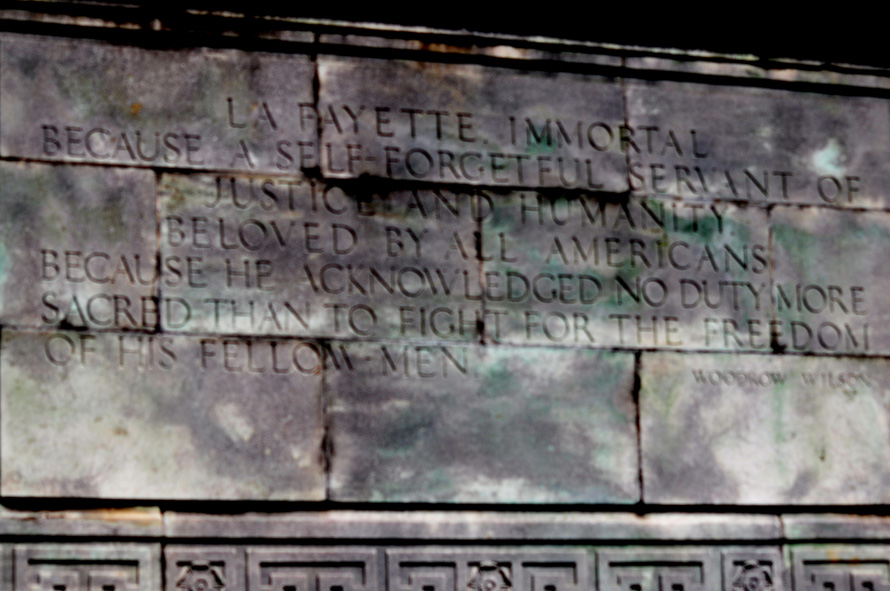 LA FAYETTE. IMMORTAL
BECAUSE A SELF-FORGETFUL SERVANT OF
JUSTICE AND HUMANITY
BELOVED BY ALL AMERICANS
BECAUSE HE ACKNOWLEDGED NO DUTY MORE
SACRED THAN TO FIGHT FOR THE FREEDOM
OF HIS FELLOW-MEN
WOODROW WILSON